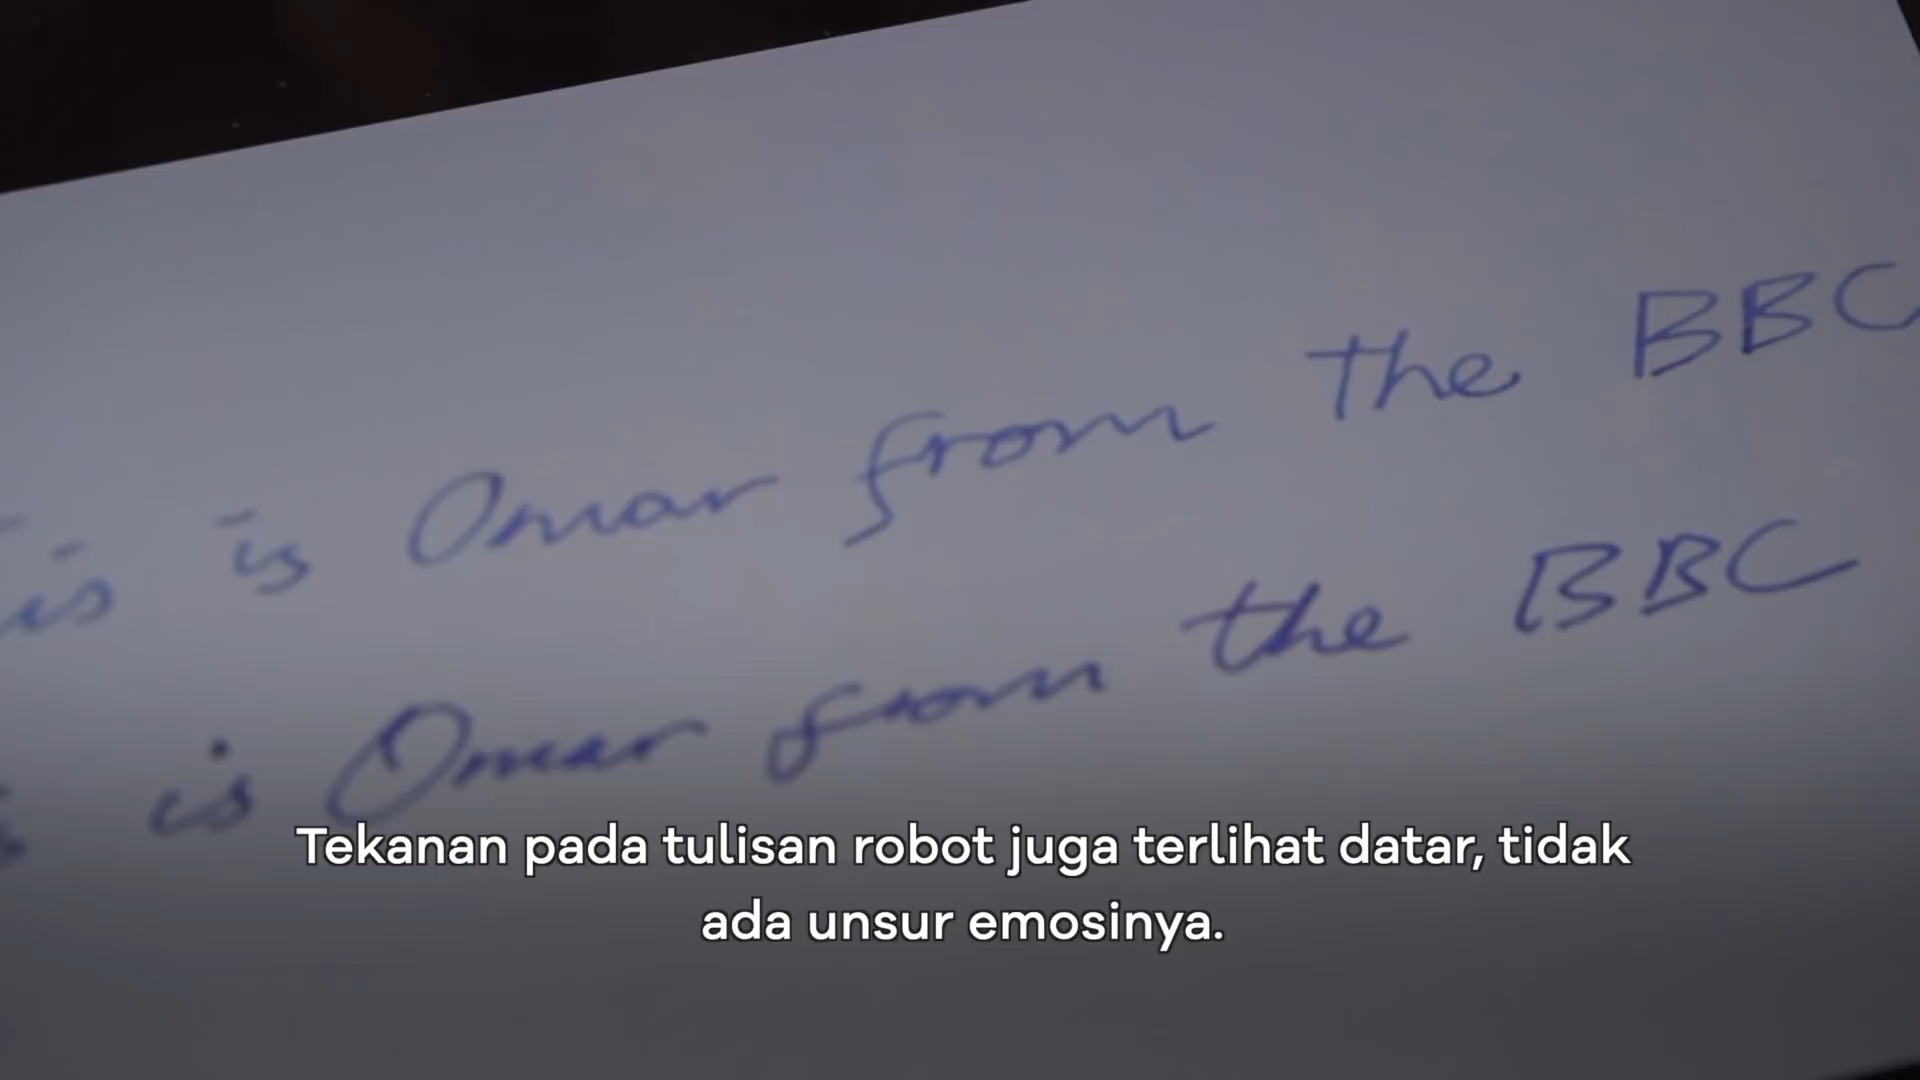 is is Omar from the BBC
is Omar from the BBC
Tekanan pada tulisan robot juga terlihat datar, tidak
ada unsur emosinya.